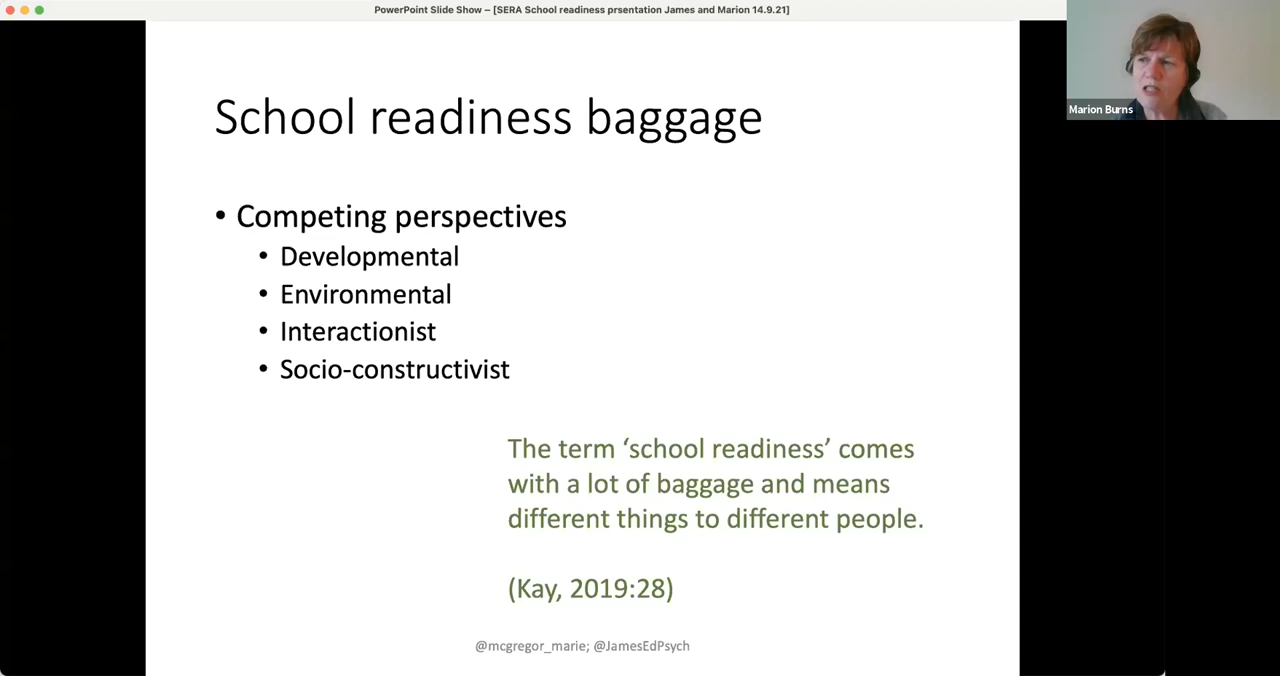 PowerPoint Slide Show – [SERA School readiness prsentation James and Marion 14.9.21]
Marion Burns
School readiness baggage
• Competing perspectives
• Developmental
• Environmental
• Interactionist
• Socio-constructivist
The term ‘school readiness’ comes
with a lot of baggage and means
different things to different people.
(Kay, 2019:28)
@mcgregor_marie; @JamesEdPsych